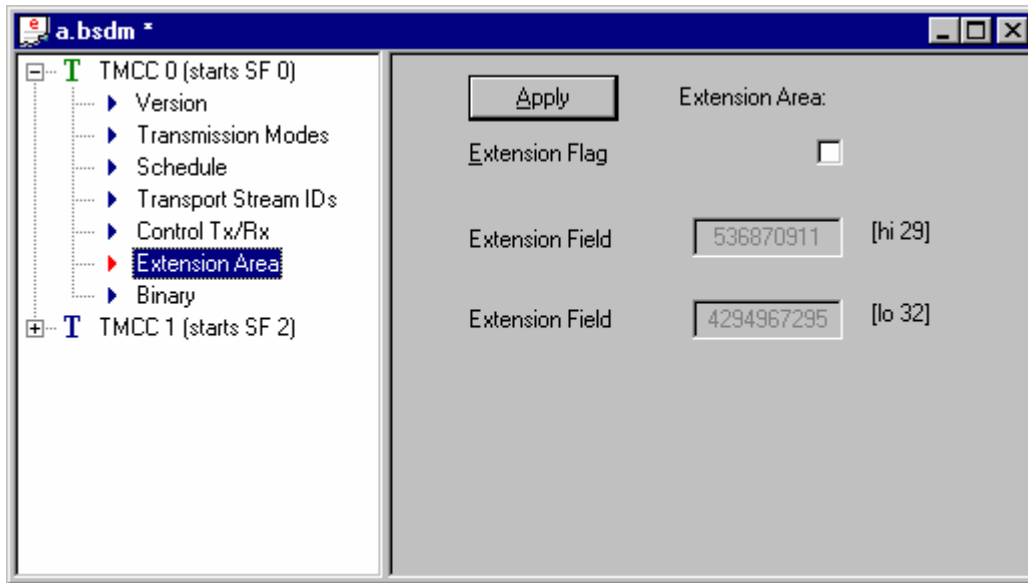 a.bsdm *
T TMCC 0 (starts SF 0)
Version
Transmission Modes
Schedule
Transport Stream IDs
Control Tx/Rx
Extension Area
Binary
T TMCC 1 (starts SF 2)
Apply Extension Area:
Extension Flag
Extension Field 536870911 [hi 29]
Extension Field 4294967295 [lo 32]